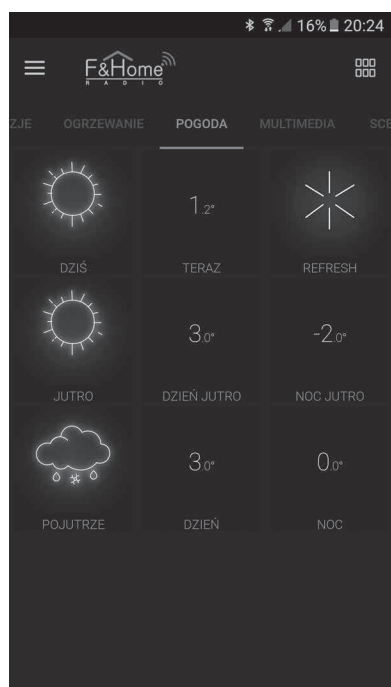 16% 20:24
F&Home
RADIO
ZJE OGRZEWANIE POGODA MULTIMEDIA SCE
1.2°
DZIŚ TERAZ REFRESH
3.0° -2.0°
JUTRO DZIEŃ JUTRO NOC JUTRO
3.0° 0.0°
POJUTRZE DZIEŃ NOC